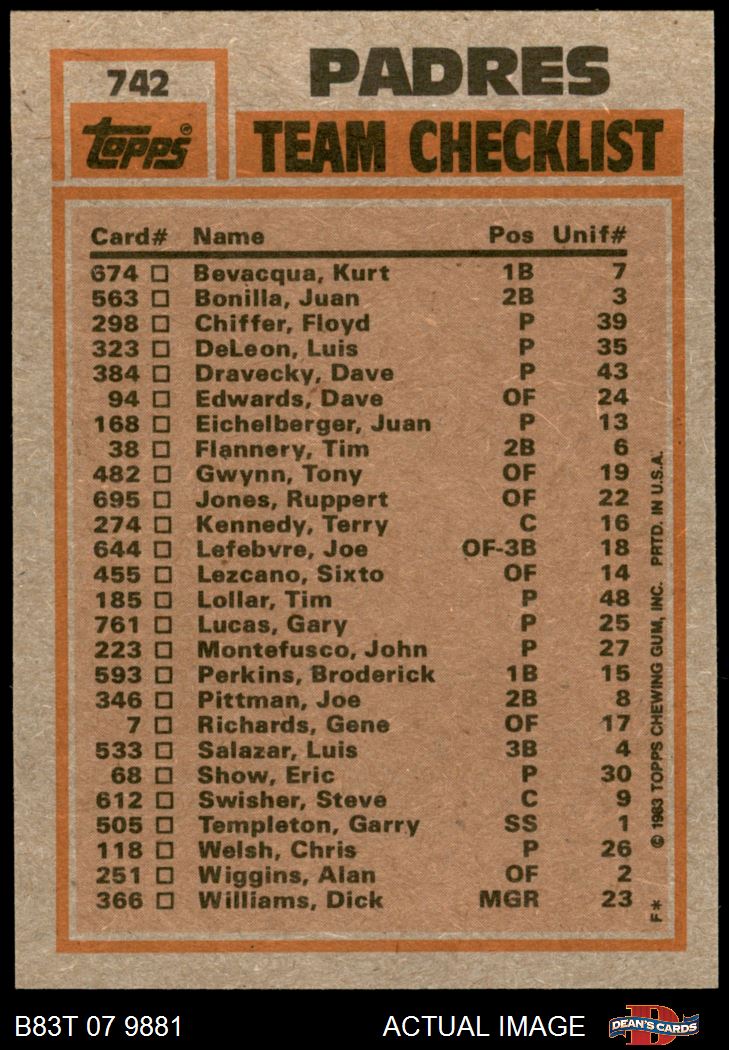 742
PADRES
topps®
TEAM CHECKLIST
Card# Name Pos Unif#
674 □ Bevacqua, Kurt 1B 7
563 □ Bonilla, Juan 2B 3
298 □ Chiffer, Floyd P 39
323 □ DeLeon, Luis P 35
384 □ Dravecky, Dave P 43
94 □ Edwards, Dave OF 24
168 □ Eichelberger, Juan P 13
38 □ Flannery, Tim 2B 6
482 □ Gwynn, Tony OF 19
695 □ Jones, Ruppert OF 22
274 □ Kennedy, Terry C 16
644 □ Lefebvre, Joe OF-3B 18
455 □ Lezcano, Sixto OF 14
185 □ Lollar, Tim P 48
761 □ Lucas, Gary P 25
223 □ Montefusco, John P 27
593 □ Perkins, Broderick 1B 15
346 □ Pittman, Joe 2B 8
7 □ Richards, Gene OF 17
533 □ Salazar, Luis 3B 4
68 □ Show, Eric P 30
612 □ Swisher, Steve C 9
505 □ Templeton, Garry SS 1
118 □ Welsh, Chris P 26
251 □ Wiggins, Alan OF 2
366 □ Williams, Dick MGR 23
F* © 1983 TOPPS CHEWING GUM, INC. PRTD. IN U.S.A.
B83T 07 9881 ACTUAL IMAGE
D
DEAN'S CARDS